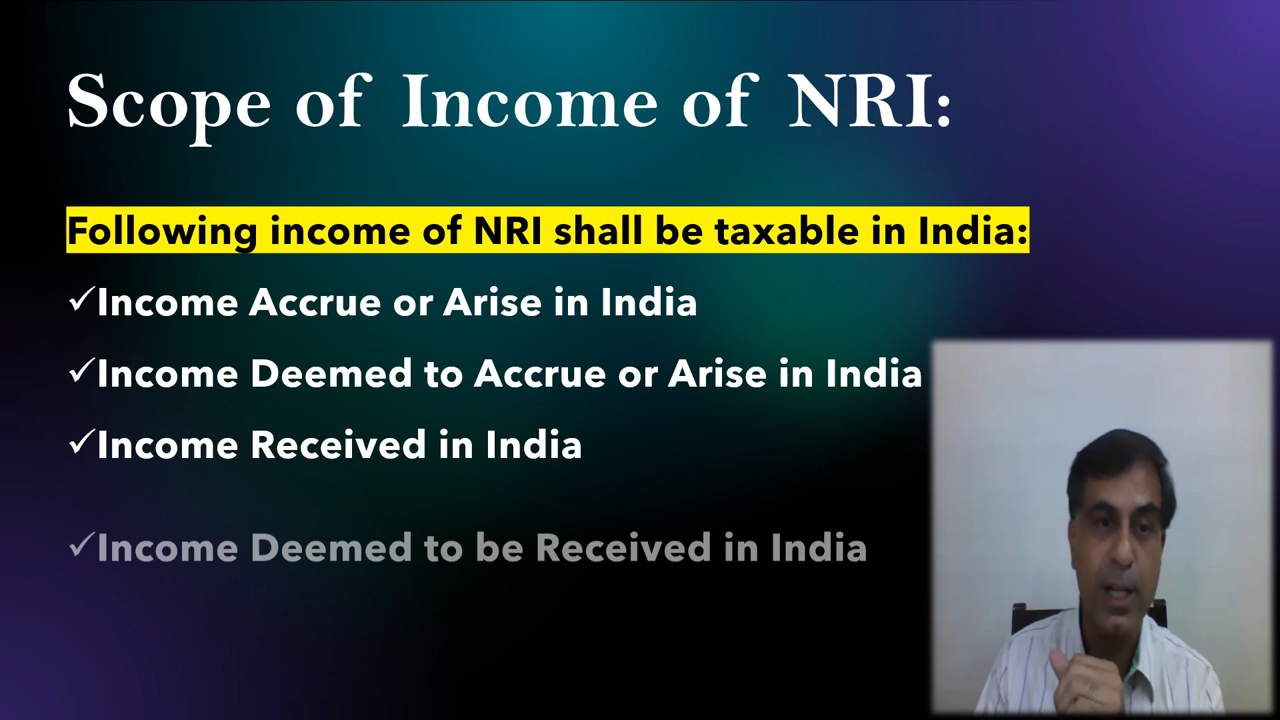 Scope of Income of NRI:
Following income of NRI shall be taxable in India:
✓Income Accrue or Arise in India
✓Income Deemed to Accrue or Arise in India
✓Income Received in India
✓Income Deemed to be Received in India